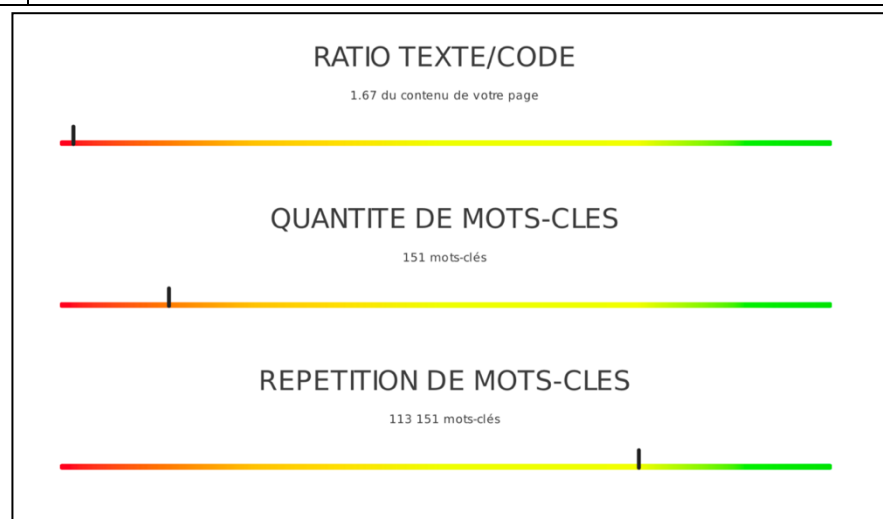 RATIO TEXTE/CODE
1.67 du contenu de votre page
QUANTITE DE MOTS-CLES
151 mots-clés
REPETITION DE MOTS-CLES
113 151 mots-clés